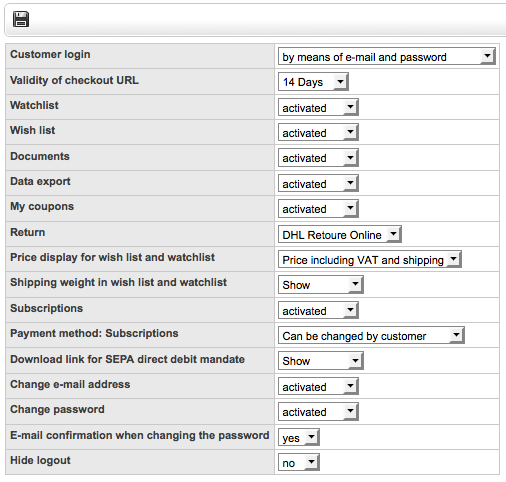 Customer login by means of e-mail and password
Validity of checkout URL 14 Days
Watchlist activated
Wish list activated
Documents activated
Data export activated
My coupons activated
Return DHL Retoure Online
Price display for wish list and watchlist Price including VAT and shipping
Shipping weight in wish list and watchlist Show
Subscriptions activated
Payment method: Subscriptions Can be changed by customer
Download link for SEPA direct debit mandate Show
Change e-mail address activated
Change password activated
E-mail confirmation when changing the password yes
Hide logout no